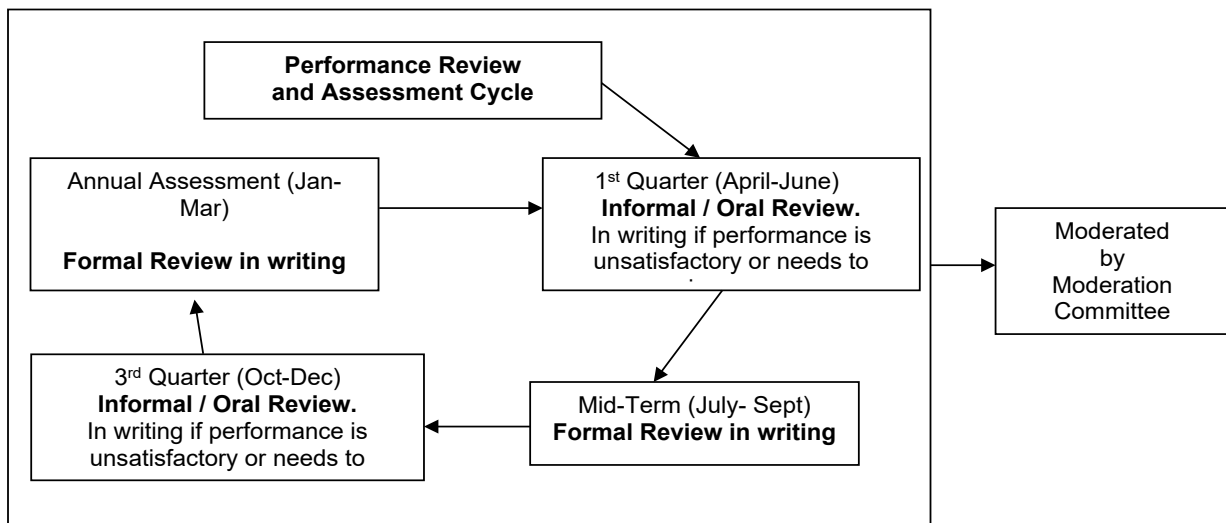 Performance Review
and Assessment Cycle
Annual Assessment (Jan-
Mar)
Formal Review in writing
1st Quarter (April-June)
Informal / Oral Review.
In writing if performance is
unsatisfactory or needs to
Moderated
by
Moderation
Committee
3rd Quarter (Oct-Dec)
Informal / Oral Review.
In writing if performance is
unsatisfactory or needs to
Mid-Term (July- Sept)
Formal Review in writing